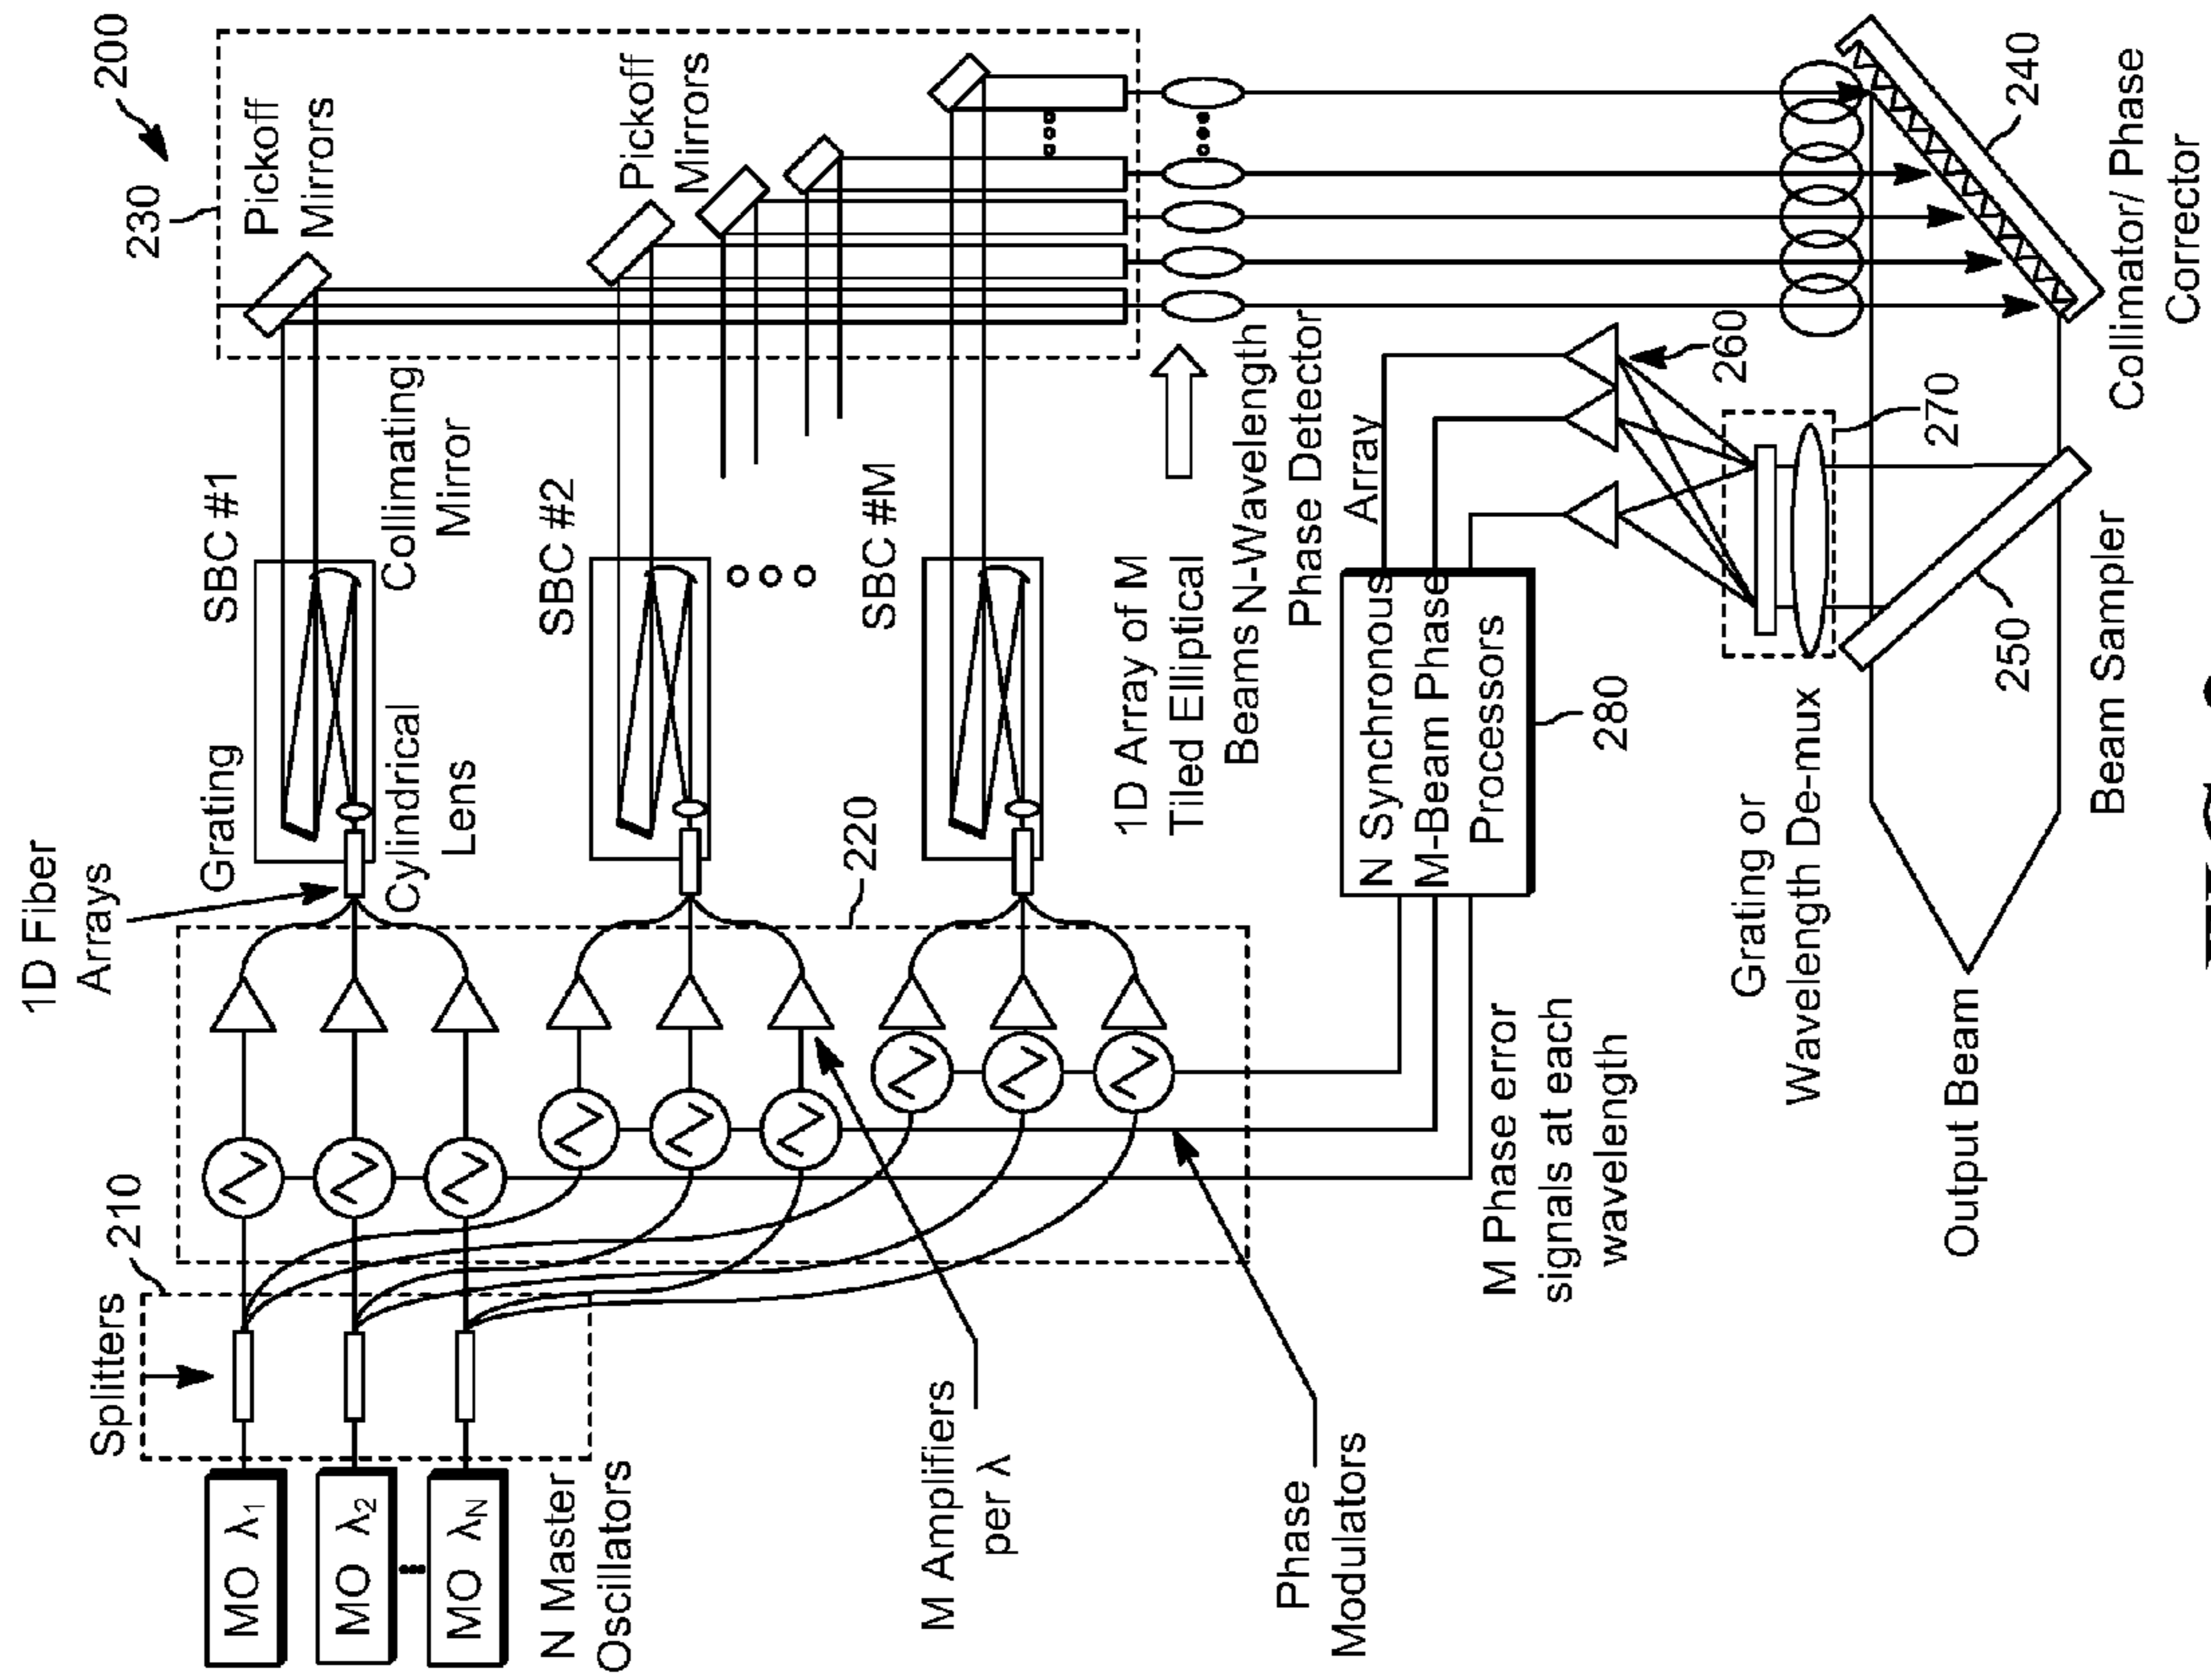 200
230
Pickoff
Mirrors
Pickoff
Mirrors
1D Fiber
Arrays
Grating
SBC #1
Cylindrical
Lens
Collimating
Mirror
SBC #2
SBC #M
Splitters
210
220
MO λ1
MO λ2
MO λN
N Master
Oscillators
M Amplifiers
per λ
Phase
Modulators
1D Array of M
Tiled Elliptical
Beams
N-Wavelength
Phase Detector
Array
N Synchronous
M-Beam Phase
Processors
280
M Phase error
signals at each
wavelength
260
270
Grating or
Wavelength De-mux
240
Collimator/ Phase
Corrector
250
Beam Sampler
Output Beam